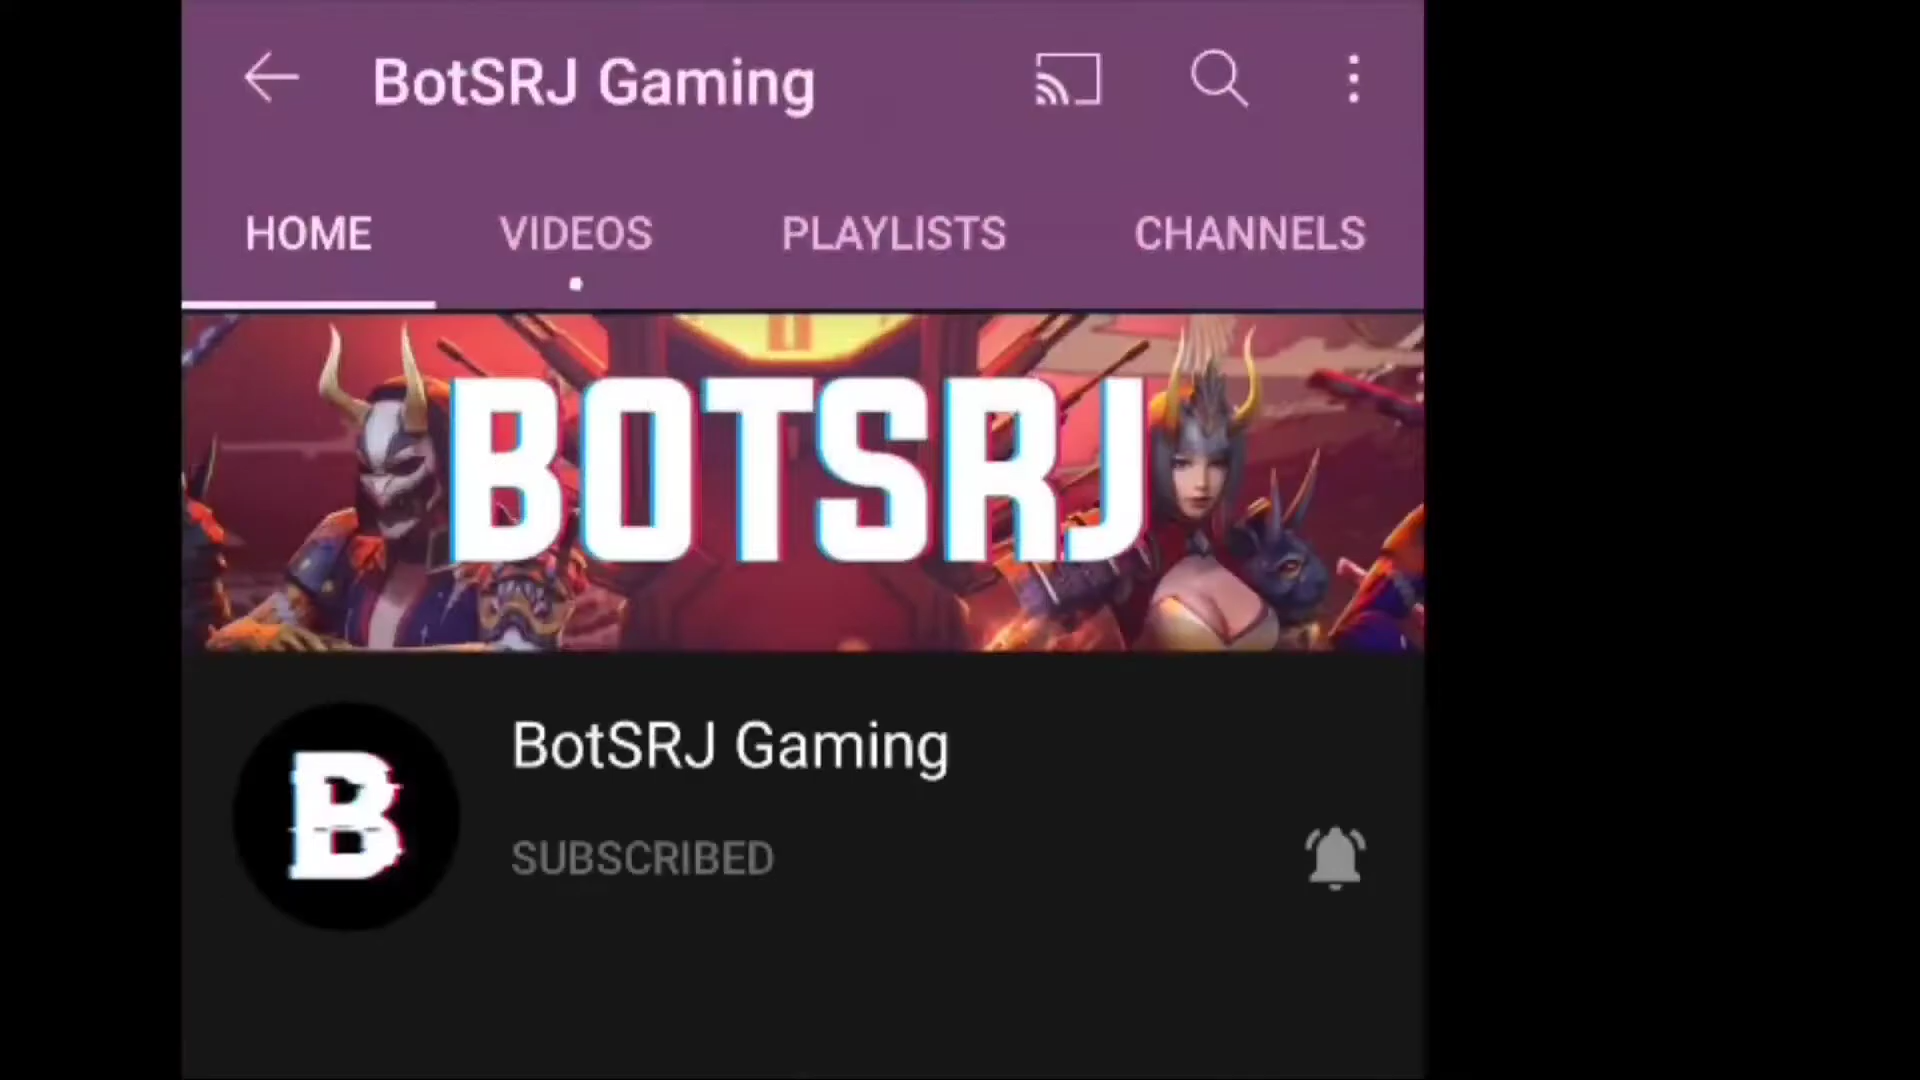 BotSRJ Gaming
HOME VIDEOS PLAYLISTS CHANNELS
BOTSRJ
B
BotSRJ Gaming
SUBSCRIBED